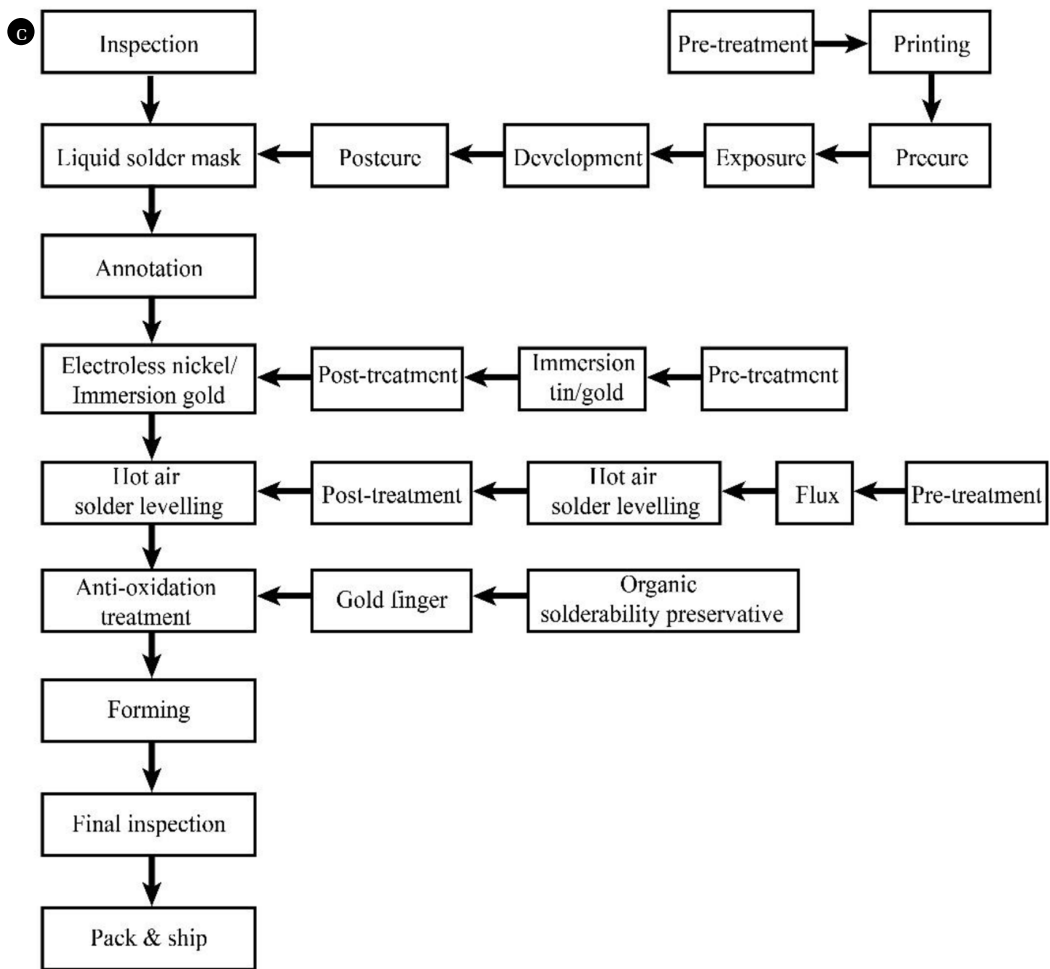 C
Inspection
Pre-treatment
Printing
Liquid solder mask
Postcure
Development
Exposure
Precure
Annotation
Electroless nickel/
Immersion gold
Post-treatment
Immersion
tin/gold
Pre-treatment
Hot air
solder levelling
Post-treatment
Hot air
solder levelling
Flux
Pre-treatment
Anti-oxidation
treatment
Gold finger
Organic
solderability preservative
Forming
Final inspection
Pack & ship